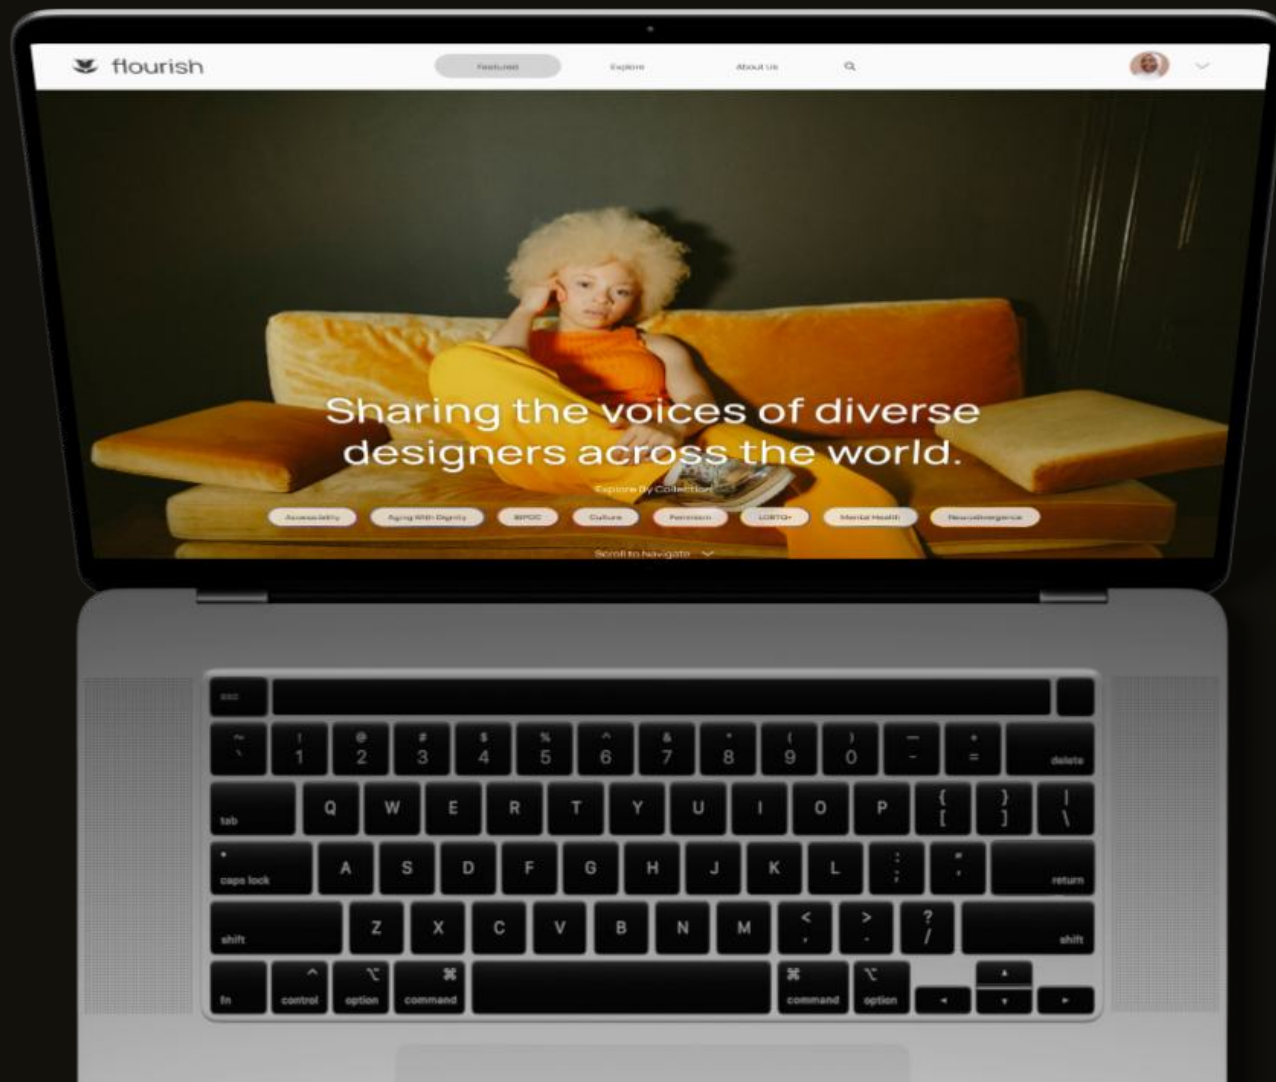 flourish
Featured
Explore
About Us
Sharing the voices of diverse
designers across the world.
Explore By Collection
Accessibility
Aging With Dignity
BIPOC
Culture
Feminism
LGBTQ+
Mental Health
Neurodivergence
Scroll to Navigate
esc
~ ! @ # $ % ^ & * ( ) — +
` 1 2 3 4 5 6 7 8 9 0 - = delete
tab Q W E R T Y U I O P { [ } ] | \
caps lock A S D F G H J K L : ; " ' return
shift Z X C V B N M < , > . ? / shift
fn control option command command option